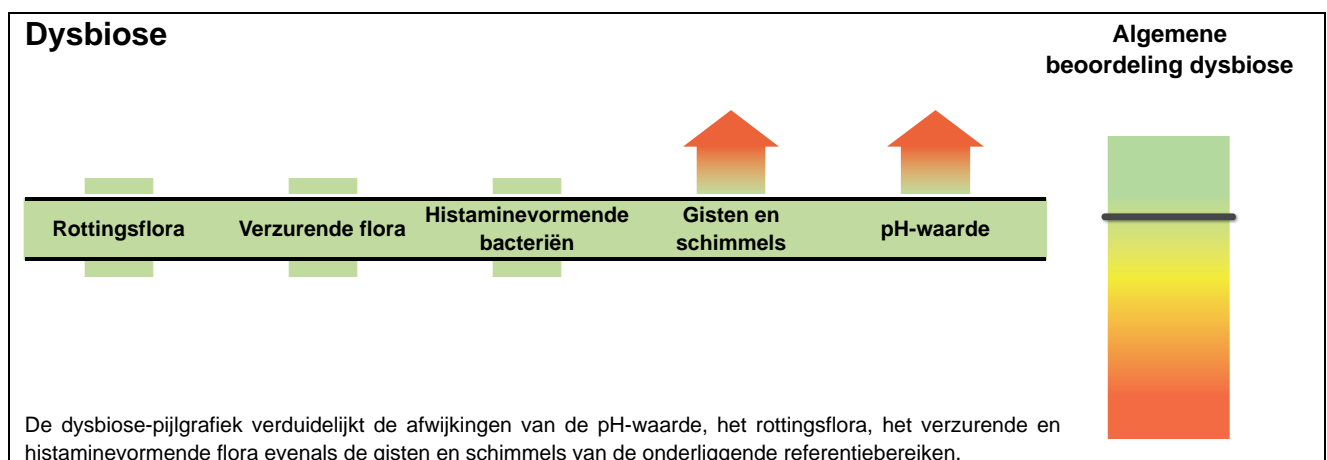 Dysbiose
Algemene
beoordeling dysbiose
Rottingsflora
Verzurende flora
Histaminevormende
bacteriën
Gisten en
schimmels
pH-waarde
De dysbiose-pijlgrafiek verduidelijkt de afwijkingen van de pH-waarde, het rottingsflora, het verzurende en
histaminevormende flora evenals de gisten en schimmels van de onderliggende referentiebereiken.